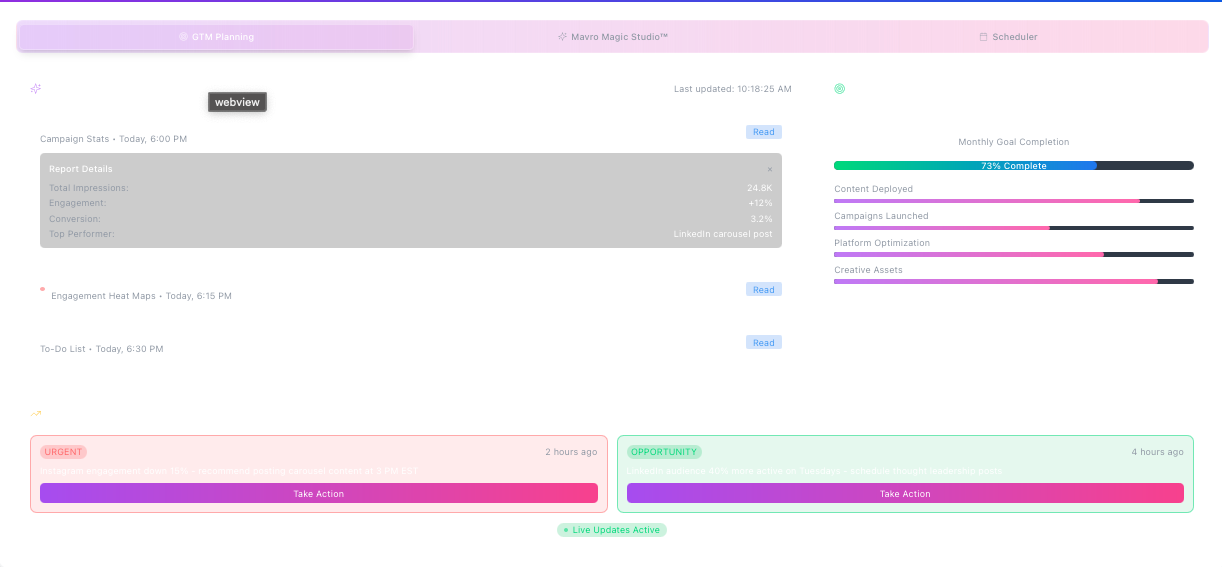 GTM Planning
Mavro Magic Studio™
Scheduler
Last updated: 10:18:25 AM
webview
Campaign Stats • Today, 6:00 PM
Read
Report Details
×
Total Impressions:
24.8K
Engagement:
+12%
Conversion:
3.2%
Top Performer:
LinkedIn carousel post
Engagement Heat Maps • Today, 6:15 PM
Read
To-Do List • Today, 6:30 PM
Read
Monthly Goal Completion
73% Complete
Content Deployed
Campaigns Launched
Platform Optimization
Creative Assets
URGENT
2 hours ago
Instagram engagement down 15% - recommend posting carousel content at 3 PM EST
Take Action
OPPORTUNITY
4 hours ago
LinkedIn audience 40% more active on Tuesdays - schedule thought leadership posts
Take Action
Live Updates Active